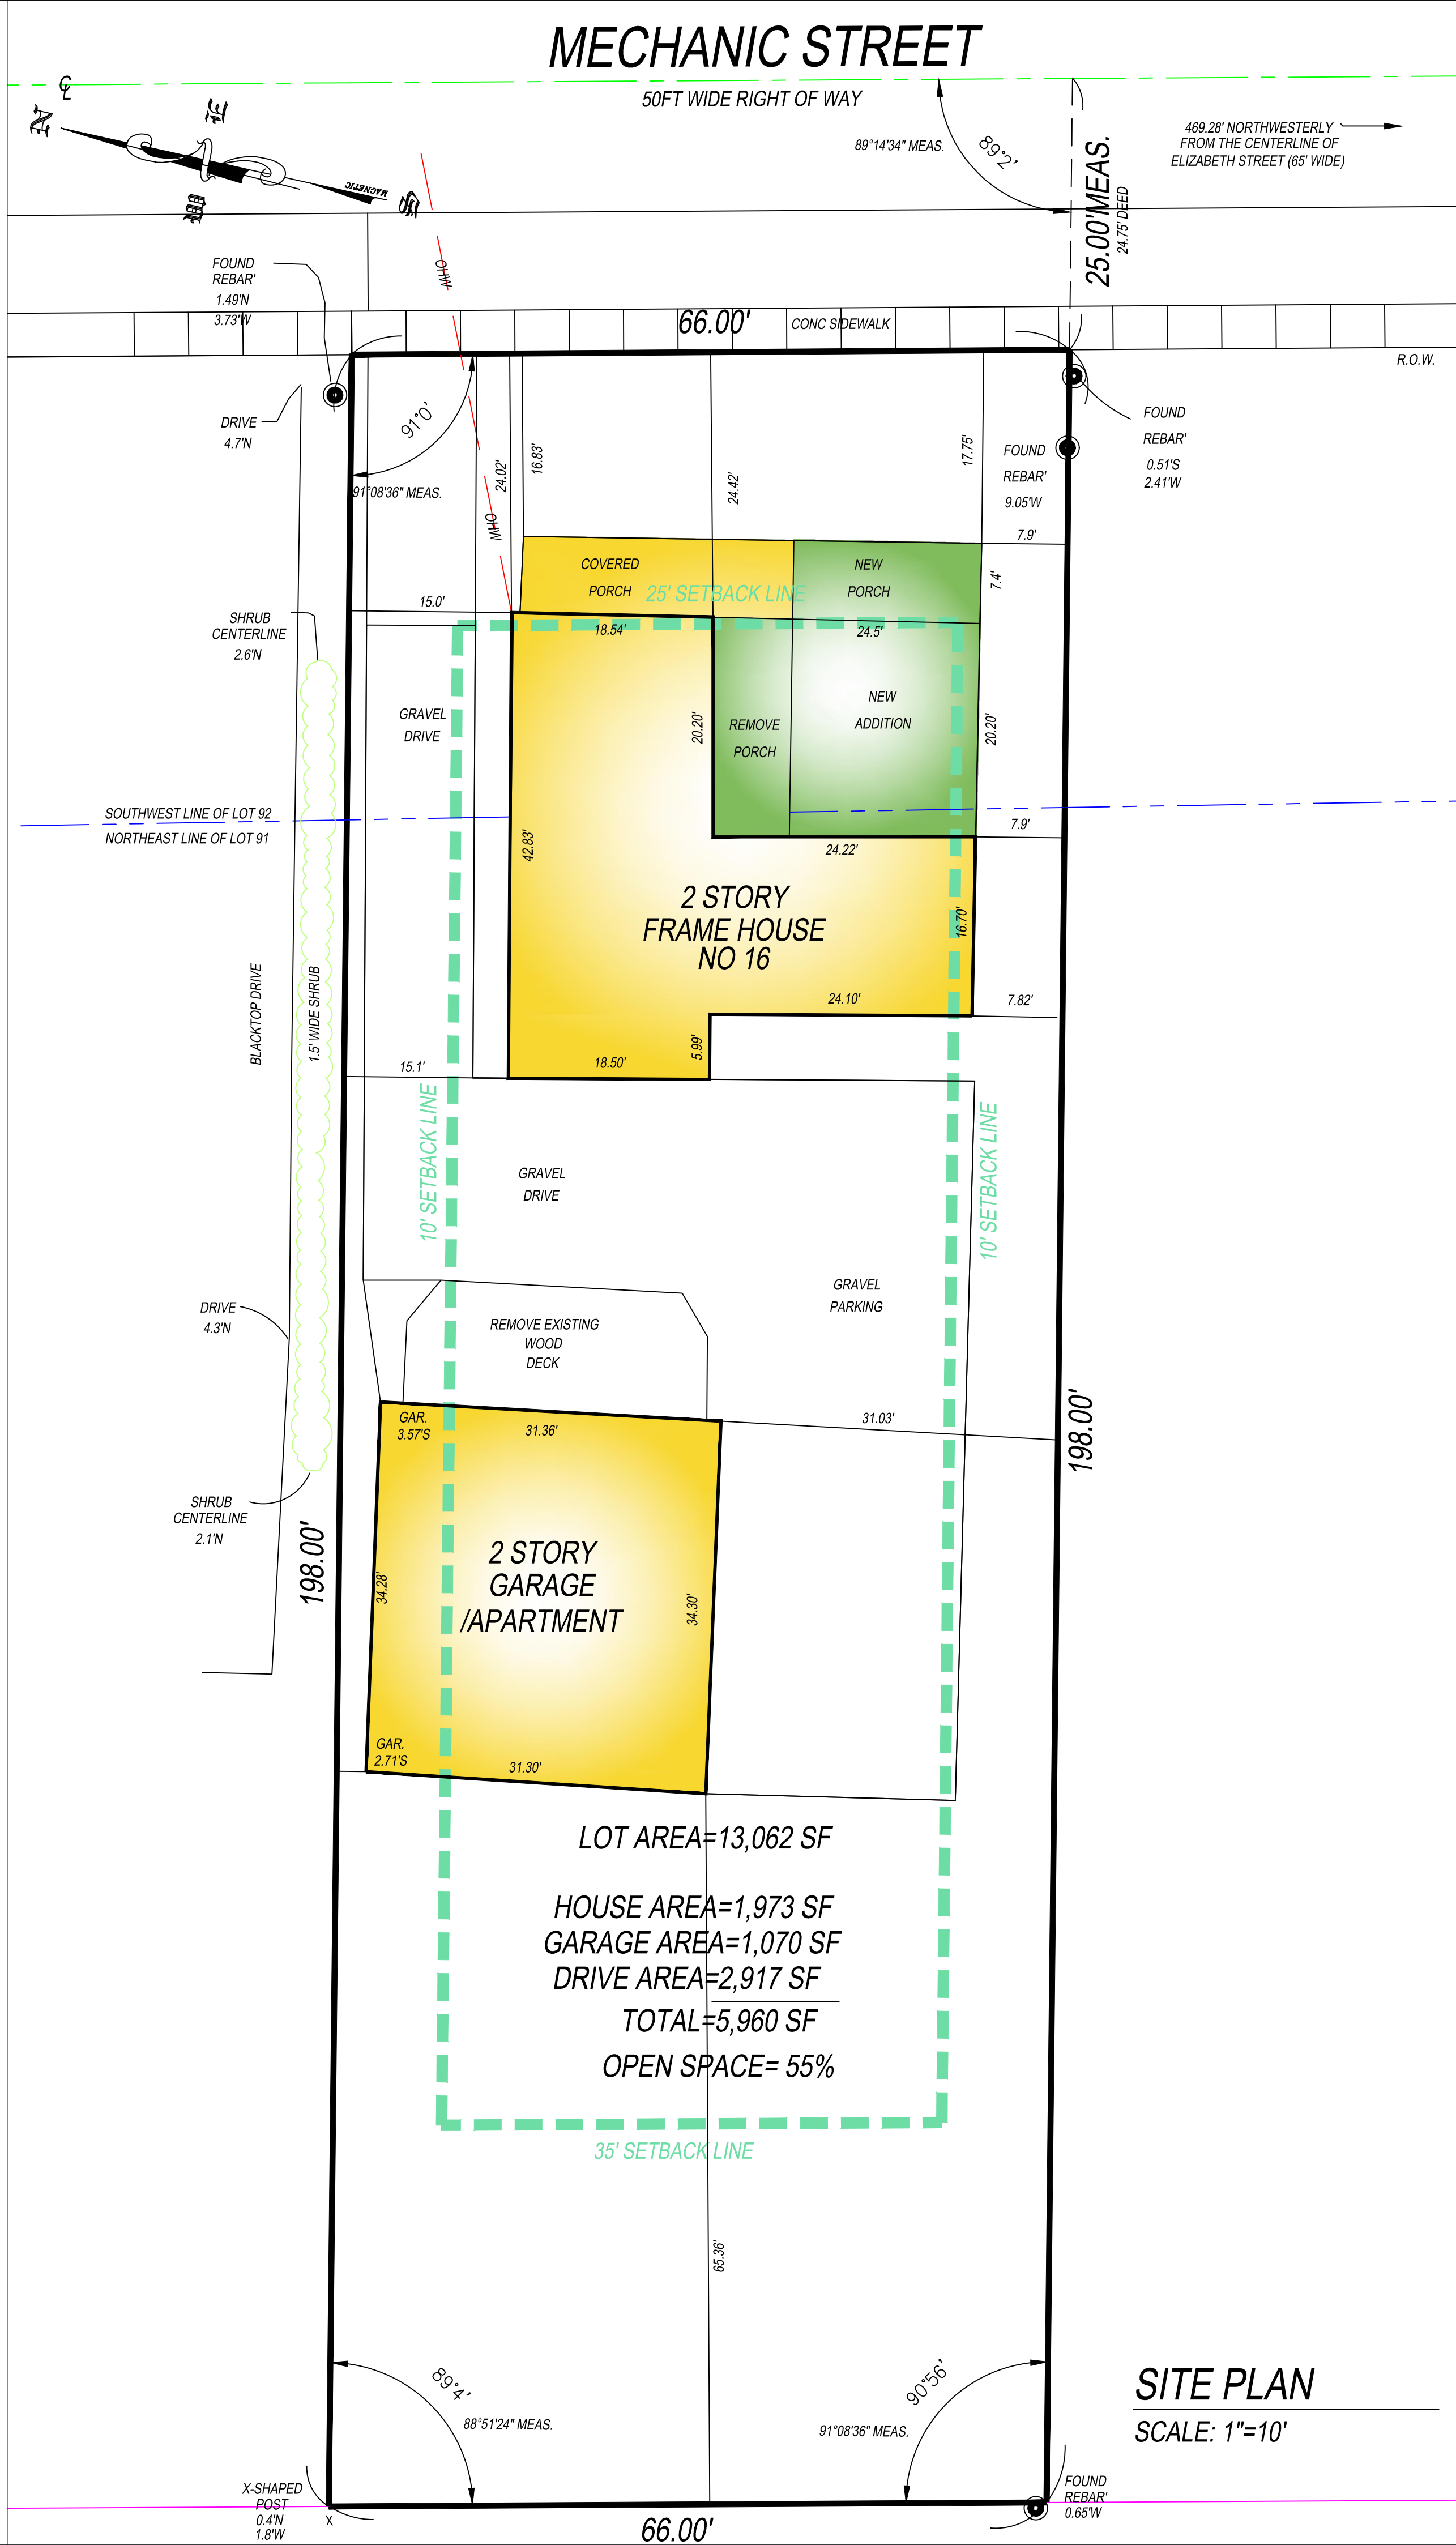 MECHANIC STREET
50FT WIDE RIGHT OF WAY
N
E
W
S
MAGNETIC
89°14'34" MEAS.
89°2'
25.00'MEAS.
24.75' DEED
469.28' NORTHWESTERLY
FROM THE CENTERLINE OF
ELIZABETH STREET (65' WIDE)
FOUND
REBAR'
1.49'N
3.73'W
OHW
66.00'
CONC SIDEWALK
R.O.W.
DRIVE
4.7'N
91°0'
91°08'36" MEAS.
24.02'
16.83'
OHW
24.42'
17.75'
FOUND
REBAR'
9.05'W
FOUND
REBAR'
0.51'S
2.41'W
7.9'
COVERED
PORCH
NEW
PORCH
7.4'
25' SETBACK LINE
15.0'
18.54'
24.5'
SHRUB
CENTERLINE
2.6'N
GRAVEL
DRIVE
20.20'
REMOVE
PORCH
NEW
ADDITION
20.20'
SOUTHWEST LINE OF LOT 92
NORTHEAST LINE OF LOT 91
42.83'
24.22'
7.9'
2 STORY
FRAME HOUSE
NO 16
16.70'
BLACKTOP DRIVE
1.5' WIDE SHRUB
24.10'
7.82'
5.99'
15.1'
18.50'
10' SETBACK LINE
10' SETBACK LINE
GRAVEL
DRIVE
GRAVEL
PARKING
DRIVE
4.3'N
REMOVE EXISTING
WOOD
DECK
GAR.
3.57'S
31.36'
31.03'
198.00'
SHRUB
CENTERLINE
2.1'N
198.00'
2 STORY
GARAGE
/APARTMENT
34.28'
34.30'
GAR.
2.71'S
31.30'
LOT AREA=13,062 SF
HOUSE AREA=1,973 SF
GARAGE AREA=1,070 SF
DRIVE AREA=2,917 SF
TOTAL=5,960 SF
OPEN SPACE= 55%
35' SETBACK LINE
65.36'
89°4'
88°51'24" MEAS.
90°56'
91°08'36" MEAS.
SITE PLAN
SCALE: 1"=10'
X-SHAPED
POST
0.4'N
1.8'W
X
66.00'
FOUND
REBAR'
0.65'W